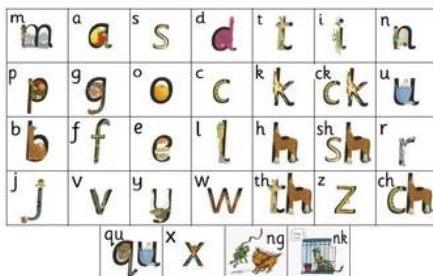 m a s d t i n
m a s d t i n
p g o c k ck u
p g o c k ck u
b f e l h sh r
b f e l h sh r
j v y w th z ch
j v y w th z ch
qu x ng nk
qu x